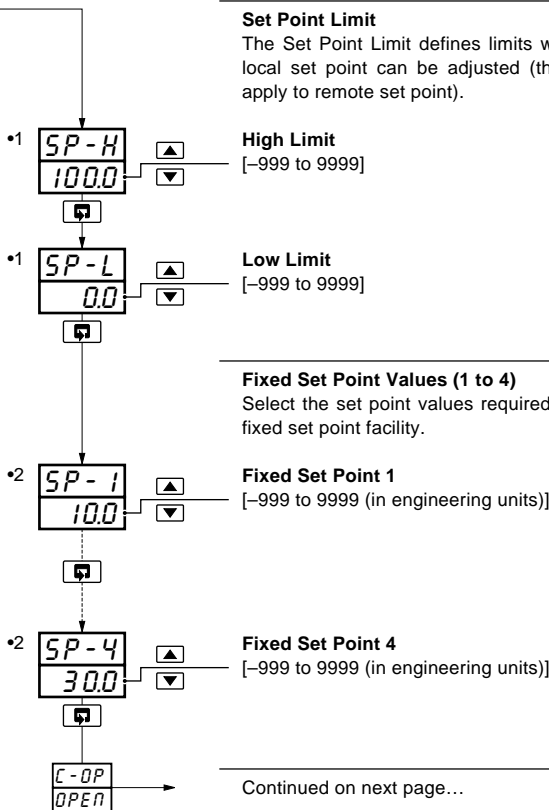 Set Point Limit
The Set Point Limit defines limits
local set point can be adjusted
apply to remote set point).
•1 SP-H
100.0
High Limit
[–999 to 9999]
•1 SP-L
0.0
Low Limit
[–999 to 9999]
Fixed Set Point Values (1 to 4)
Select the set point values required
fixed set point facility.
•2 SP-1
10.0
Fixed Set Point 1
[–999 to 9999 (in engineering units)]
•2 SP-4
30.0
Fixed Set Point 4
[–999 to 9999 (in engineering units)]
C-OP
OPEN
Continued on next page…